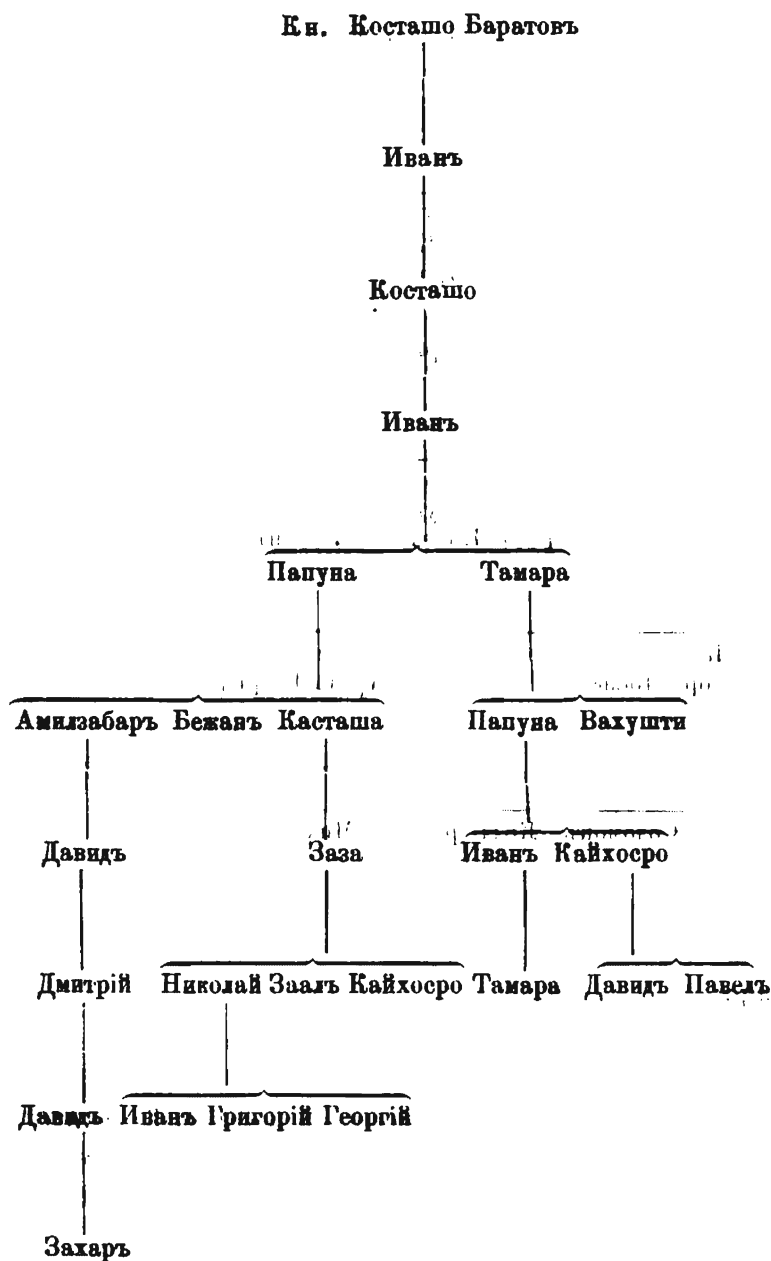 Кн. Косташо Баратовъ
Иванъ
Косташо
Иванъ
Папуна Тамара
Амилзабаръ Бежанъ Касташа Папуна Вахушти
Давидъ Заза Иванъ Кайхосро
Дмитрій Николай Заалъ Кайхосро Тамара Давидъ Павелъ
Давидъ Иванъ Григорій Георгій
Захаръ